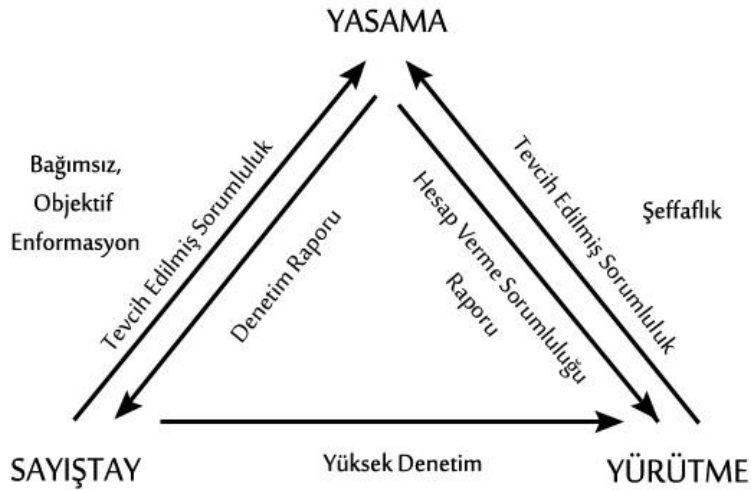 YASAMA
Bağımsız,
Objektif
Enformasyon
Tevcih Edilmiş Sorumluluk
Denetim Raporu
Hesap Verme Sorumluluğu
Raporu
Tevcih Edilmiş Sorumluluk
Şeffaflık
SAYIŞTAY
Yüksek Denetim
YÜRÜTME